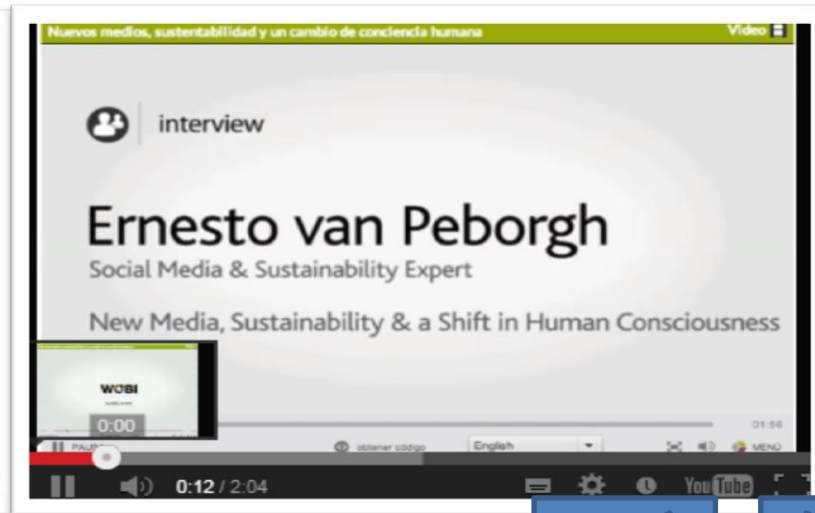 Nuevos medios, sustentabilidad y un cambio de conciencia humana Video
interview
Ernesto van Peborgh
Social Media & Sustainability Expert
New Media, Sustainability & a Shift in Human Consciousness
WOBI
0:00
01:56
obtener código English MENÚ
0:12 / 2:04 YouTube